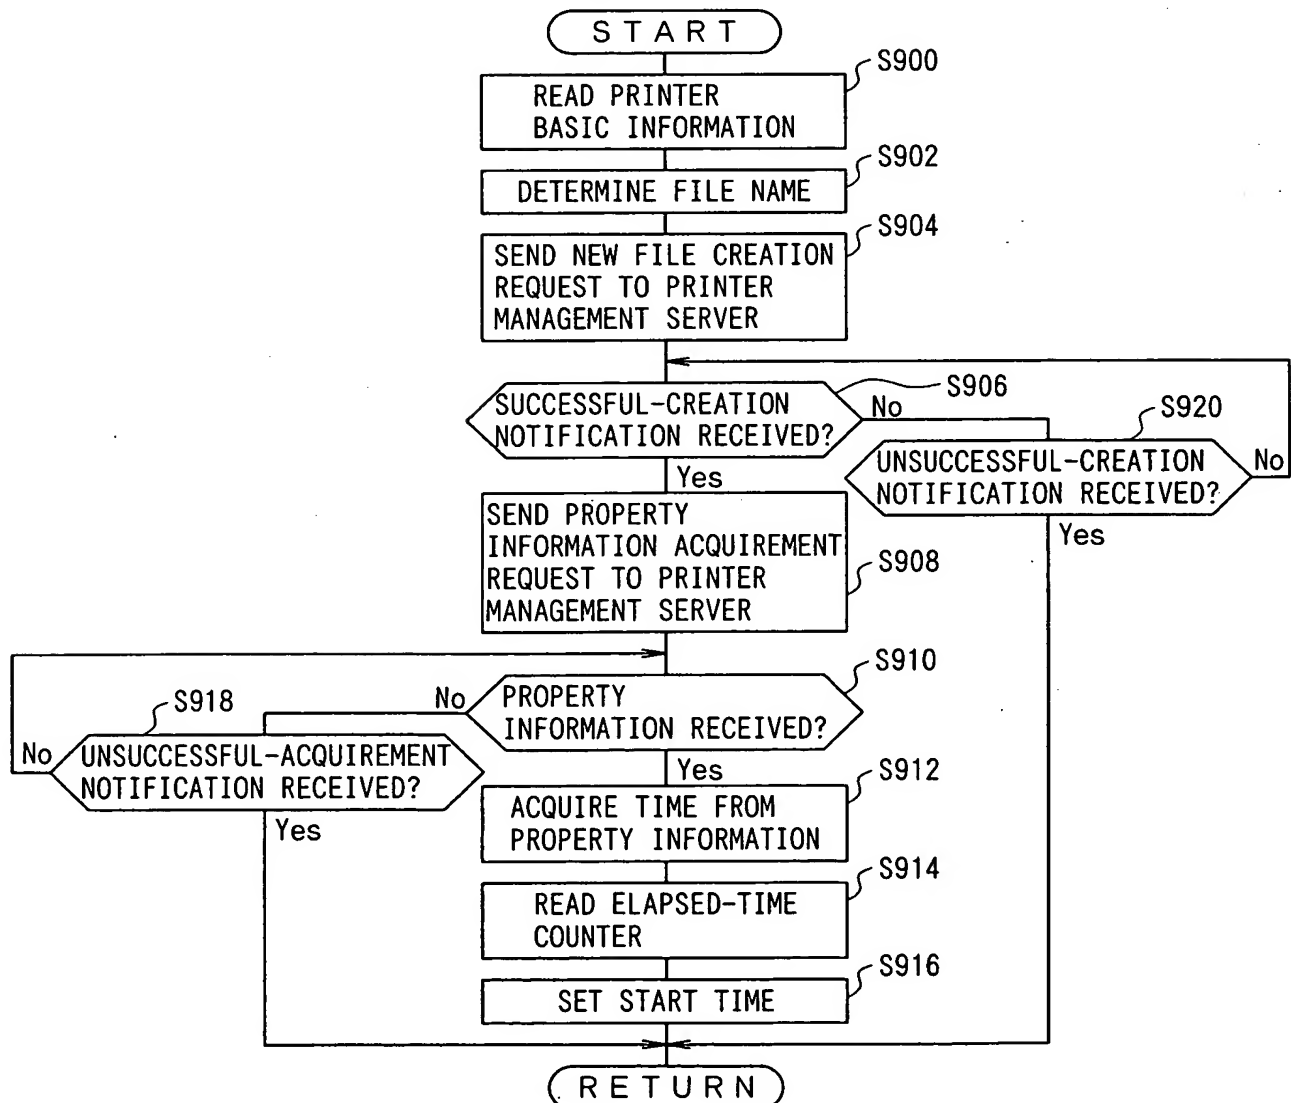 START
S900
READ PRINTER
BASIC INFORMATION
S902
DETERMINE FILE NAME
S904
SEND NEW FILE CREATION
REQUEST TO PRINTER
MANAGEMENT SERVER
S906
SUCCESSFUL-CREATION
NOTIFICATION RECEIVED?
No
S920
UNSUCCESSFUL-CREATION
NOTIFICATION RECEIVED?
No
Yes
Yes
SEND PROPERTY
INFORMATION ACQUIREMENT
REQUEST TO PRINTER
MANAGEMENT SERVER
S908
S910
PROPERTY
INFORMATION RECEIVED?
No
S918
UNSUCCESSFUL-ACQUIREMENT
NOTIFICATION RECEIVED?
No
Yes
Yes
S912
ACQUIRE TIME FROM
PROPERTY INFORMATION
S914
READ ELAPSED-TIME
COUNTER
S916
SET START TIME
RETURN